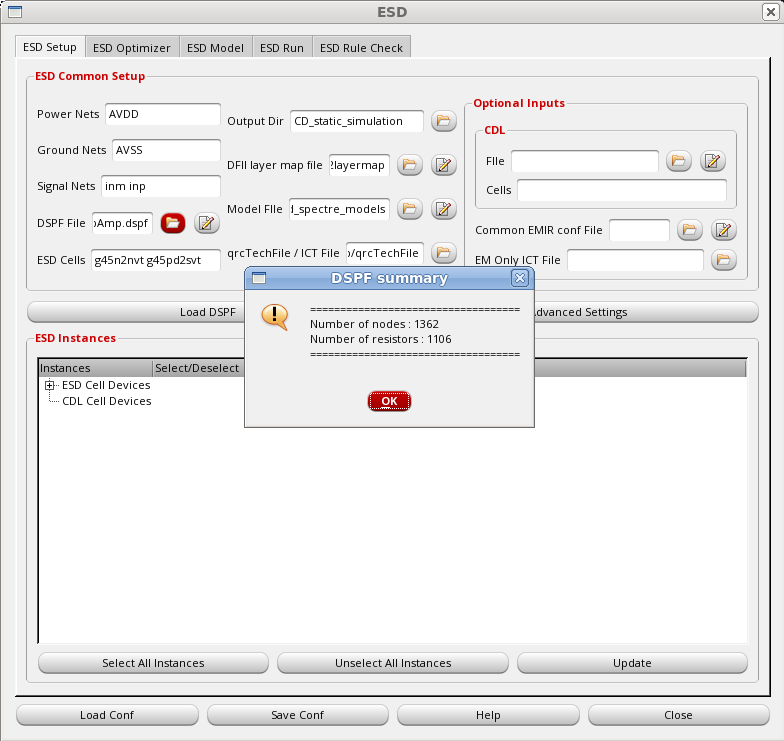 ESD
ESD Setup ESD Optimizer ESD Model ESD Run ESD Rule Check
ESD Common Setup
Power Nets AVDD
Ground Nets AVSS
Signal Nets inm inp
DSPF File Amp.dspf
ESD Cells g45n2nvt g45pd2svt
Output Dir CD_static_simulation
DFII layer map file layermap
Model FIle _spectre_models
qrcTechFile / ICT File /qrcTechFile
Optional Inputs
CDL
FIle
Cells
Common EMIR conf File
EM Only ICT File
Load DSPF
dvanced Settings
DSPF summary
===================================
Number of nodes : 1362
Number of resistors : 1106
===================================
OK
ESD Instances
Instances Select/Deselect
ESD Cell Devices
CDL Cell Devices
Select All Instances Unselect All Instances Update
Load Conf Save Conf Help Close